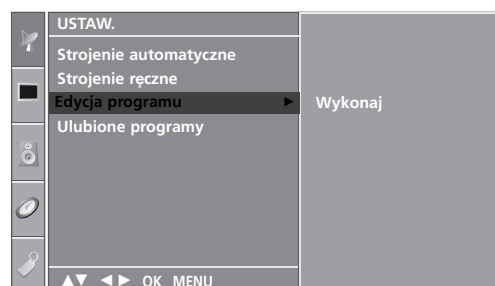 USTAW.
Strojenie automatyczne
Strojenie ręczne
Edycja programu ► Wykonaj
Ulubione programy
▲▼ ◄► OK MENU